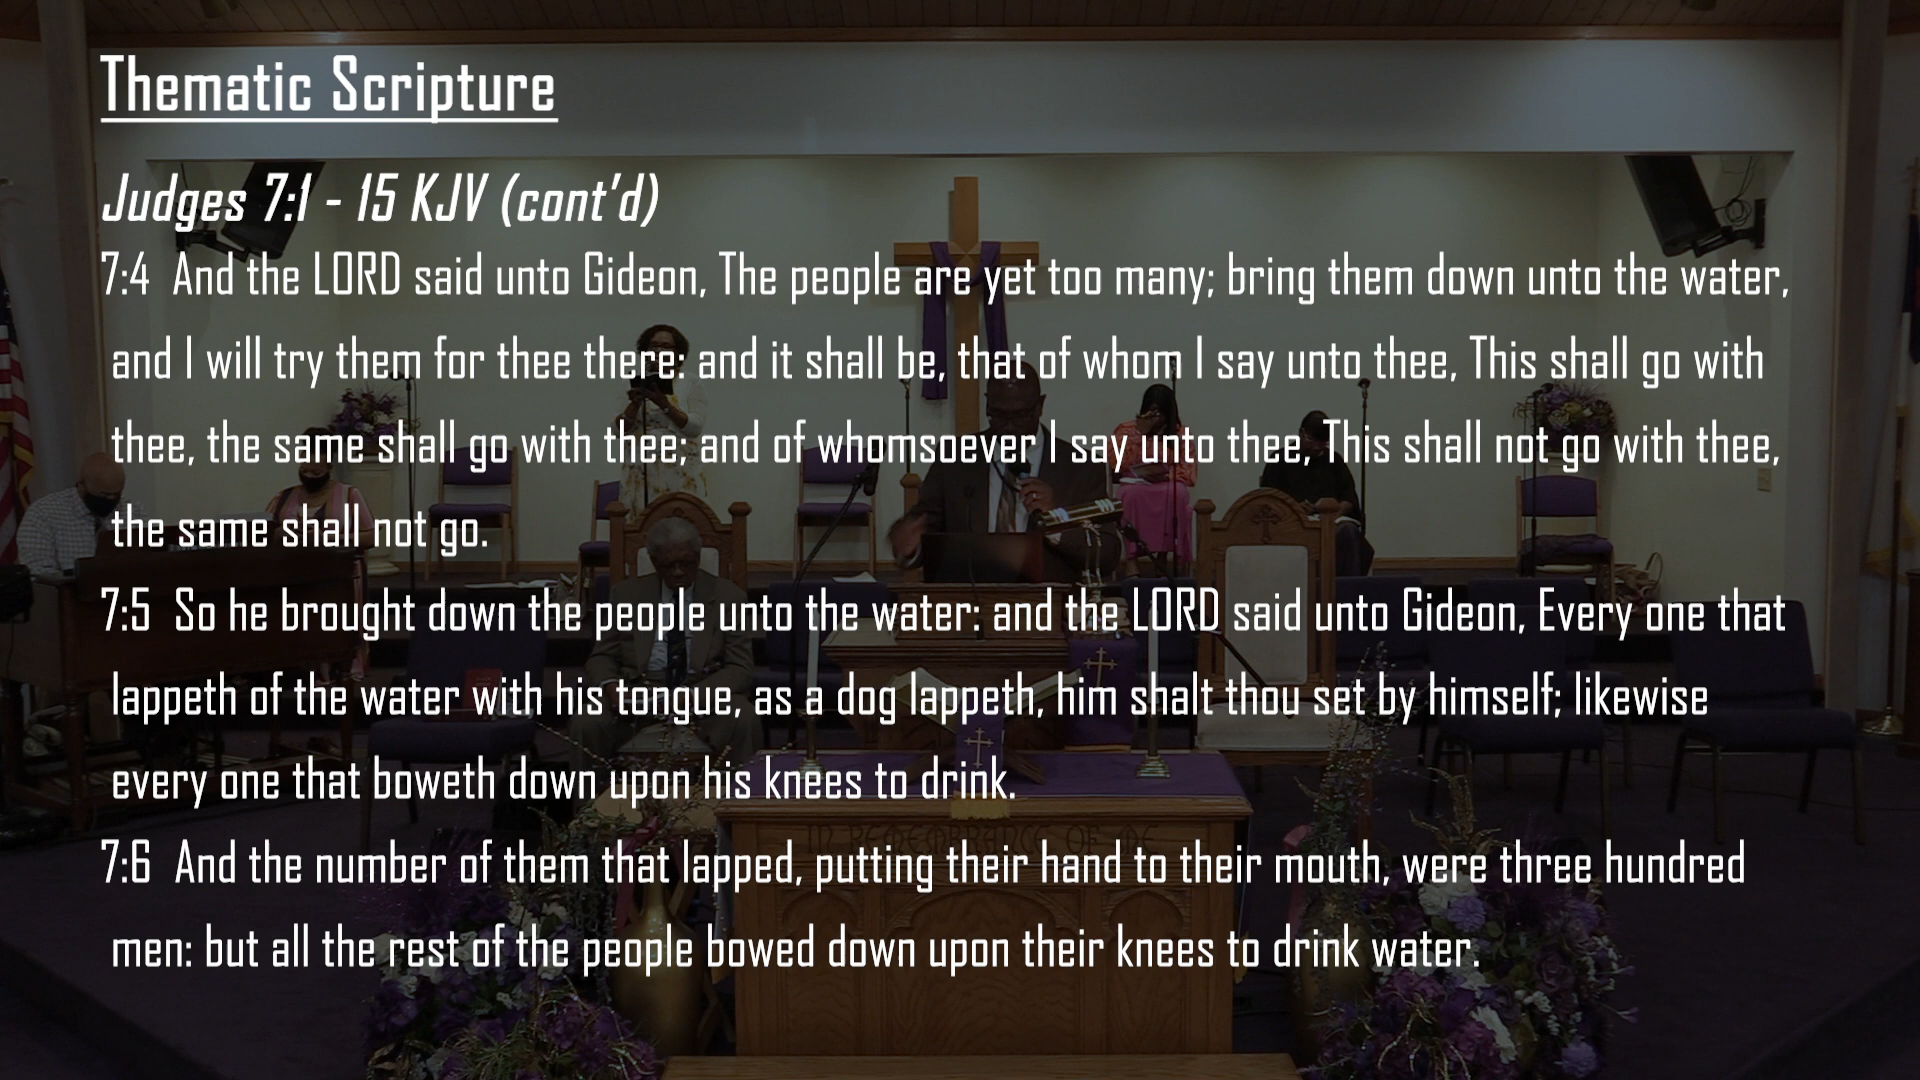 Thematic Scripture
Judges 7:1 - 15 KJV (cont'd)
7:4 And the LORD said unto Gideon, The people are yet too many; bring them down unto the water,
and I will try them for thee there: and it shall be, that of whom I say unto thee, This shall go with
thee, the same shall go with thee; and of whomsoever I say unto thee, This shall not go with thee,
the same shall not go.
7:5 So he brought down the people unto the water: and the LORD said unto Gideon, Every one that
lappeth of the water with his tongue, as a dog lappeth, him shalt thou set by himself; likewise
every one that boweth down upon his knees to drink.
IN REMEMBRANCE OF ME
7:6 And the number of them that lapped, putting their hand to their mouth, were three hundred
men: but all the rest of the people bowed down upon their knees to drink water.